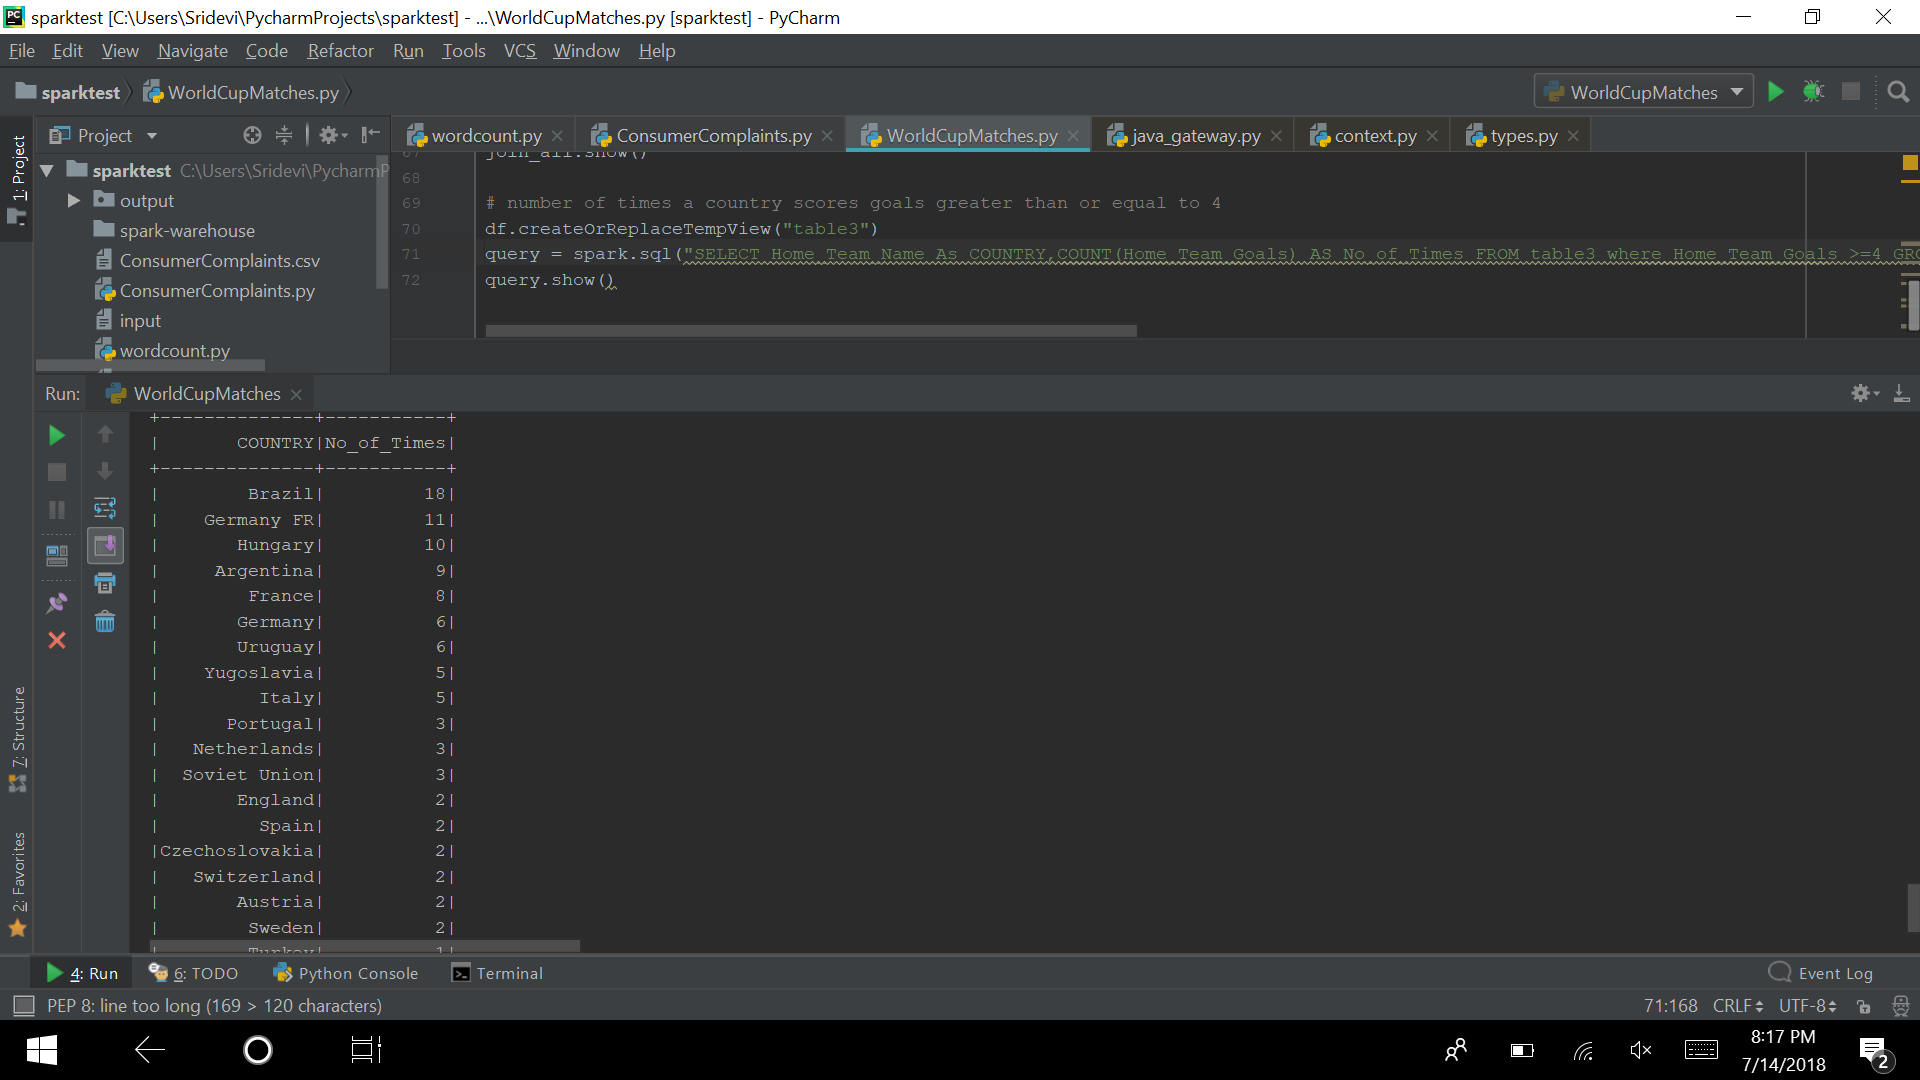 sparktest [C:\Users\Sridevi\PycharmProjects\sparktest] - ...\WorldCupMatches.py [sparktest] - PyCharm
File Edit View Navigate Code Refactor Run Tools VCS Window Help
sparktest WorldCupMatches.py WorldCupMatches
1: Project
Project
wordcount.py ConsumerComplaints.py WorldCupMatches.py java_gateway.py context.py types.py
sparktest C:\Users\Sridevi\PycharmP
output
spark-warehouse
ConsumerComplaints.csv
ConsumerComplaints.py
input
wordcount.py
67 join_all.show()
68
69 # number of times a country scores goals greater than or equal to 4
70 df.createOrReplaceTempView("table3")
71 query = spark.sql("SELECT Home_Team_Name As COUNTRY,COUNT(Home_Team_Goals) AS No_of_Times FROM table3 where Home_Team_Goals >=4 GRO
72 query.show()
Run: WorldCupMatches
+--------------+-----------+
| COUNTRY|No_of_Times|
+--------------+-----------+
| Brazil| 18|
| Germany FR| 11|
| Hungary| 10|
| Argentina| 9|
| France| 8|
| Germany| 6|
| Uruguay| 6|
| Yugoslavia| 5|
| Italy| 5|
| Portugal| 3|
| Netherlands| 3|
| Soviet Union| 3|
| England| 2|
| Spain| 2|
|Czechoslovakia| 2|
| Switzerland| 2|
| Austria| 2|
| Sweden| 2|
| Turkey| 1|
7: Structure
2: Favorites
4: Run 6: TODO Python Console Terminal Event Log
PEP 8: line too long (169 > 120 characters) 71:168 CRLF UTF-8
8:17 PM
7/14/2018
2